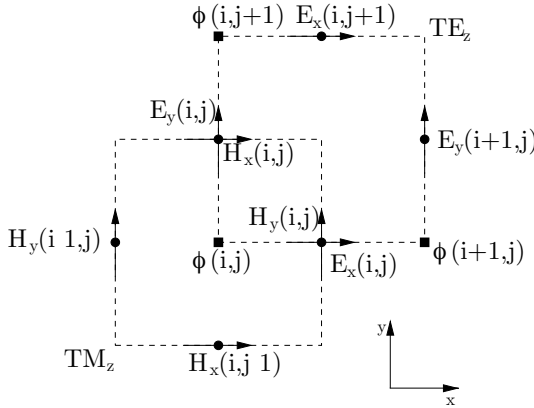 ϕ(i,j+1) E_x(i,j+1) TE_z
E_y(i,j)
H_x(i,j) E_y(i+1,j)
H_y(i 1,j) H_y(i,j)
ϕ(i,j) E_x(i,j) ϕ(i+1,j)
TM_z H_x(i,j 1)
y
x